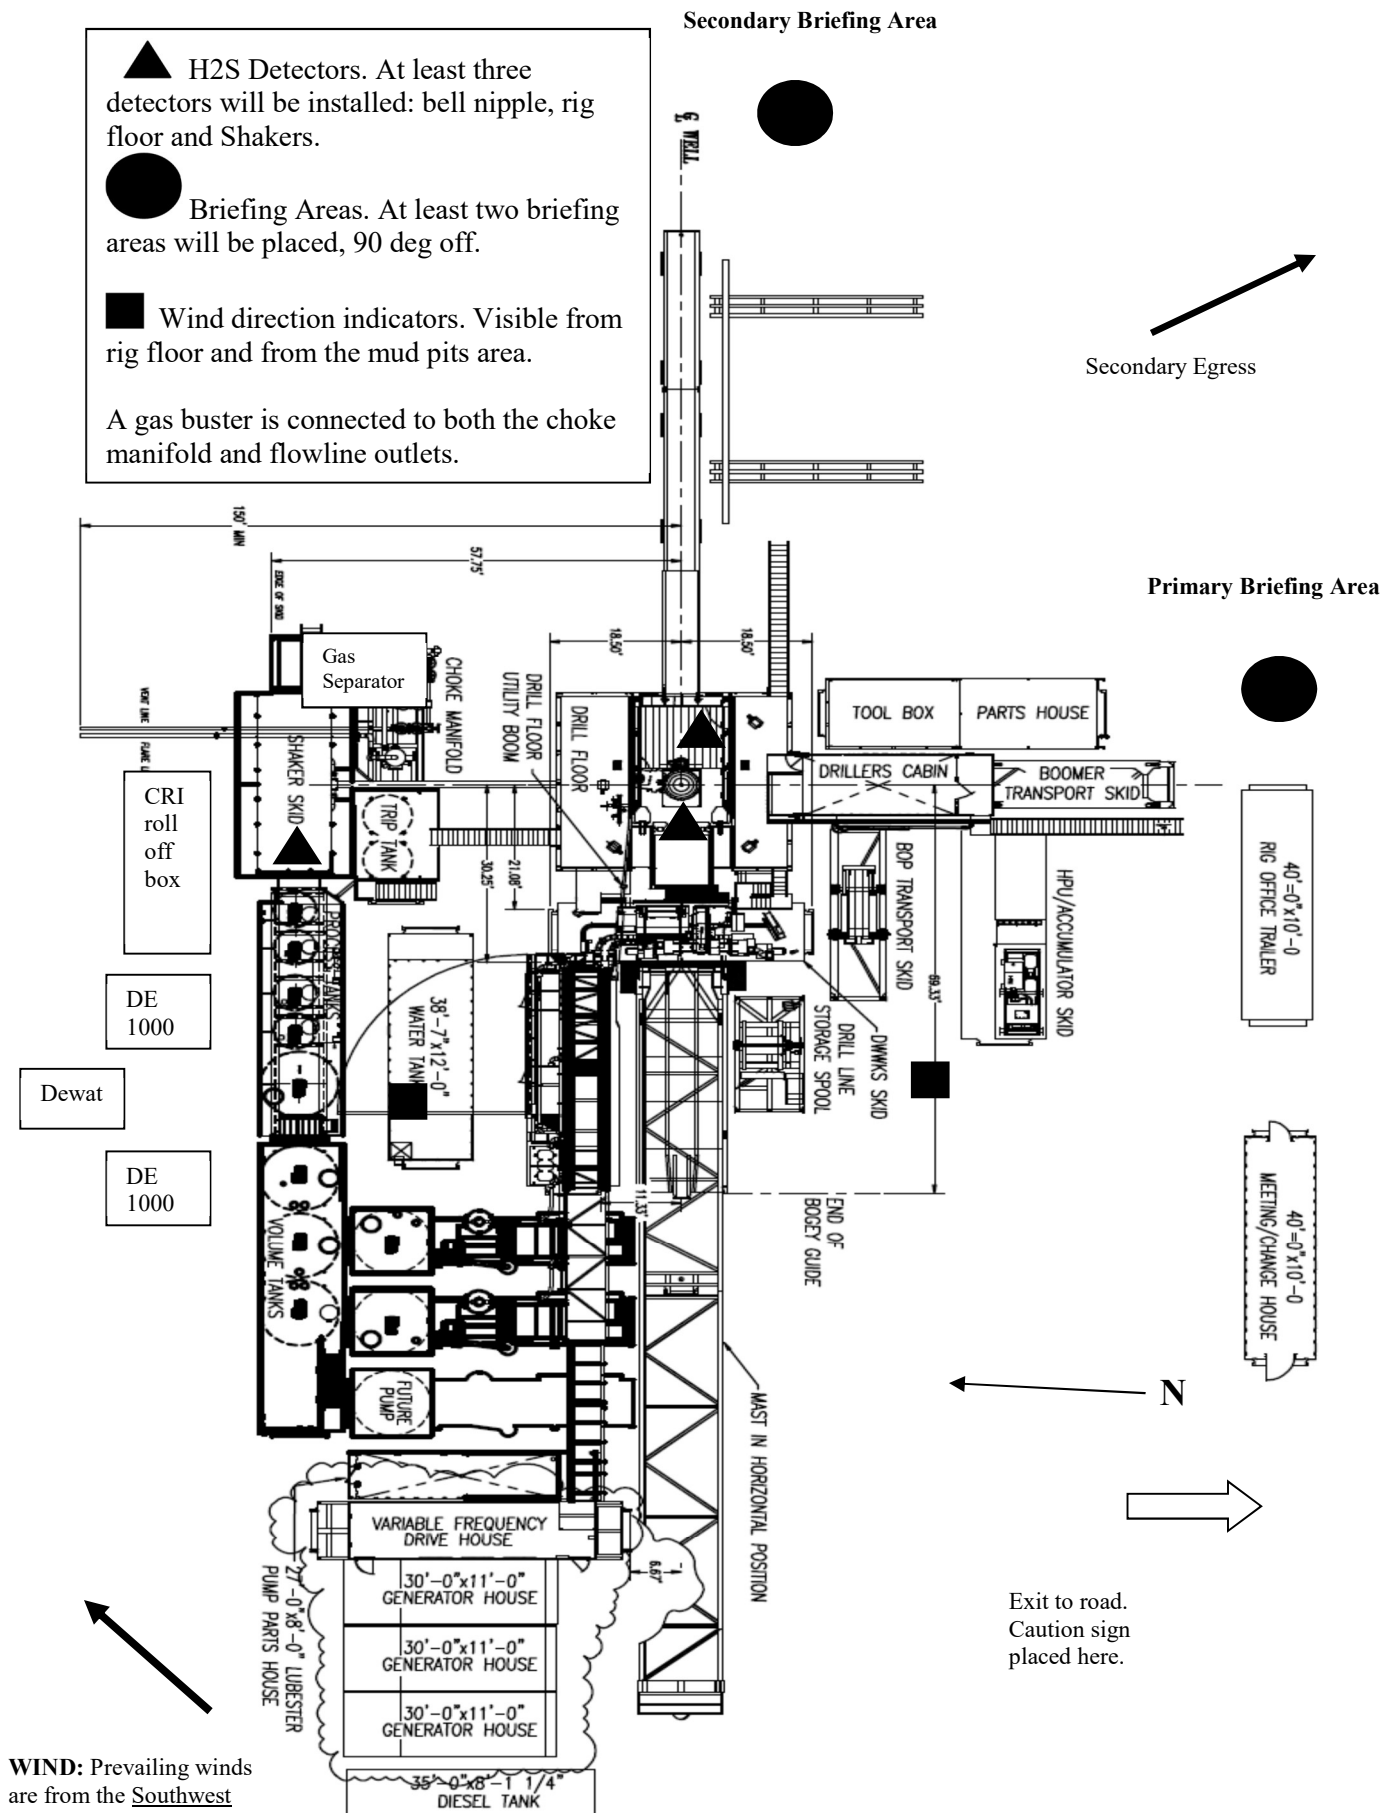 Secondary Briefing Area
H2S Detectors. At least three
detectors will be installed: bell nipple, rig
floor and Shakers.
Briefing Areas. At least two briefing
areas will be placed, 90 deg off.
Wind direction indicators. Visible from
rig floor and from the mud pits area.
A gas buster is connected to both the choke
manifold and flowline outlets.
℄ WELL
Secondary Egress
150' MIN
57.75'
EDGE OF SKID
Primary Briefing Area
18.50'
18.50'
Gas
Separator
CHOKE MANIFOLD
DRILL FLOOR
UTILITY BOOM
DRILL FLOOR
VENT LINE
SHAKER SKID
TOOL BOX
PARTS HOUSE
DRILLERS CABIN
BOOMER
TRANSPORT SKID
CRI
roll
off
box
TRIP TANK
30.25'
21.08'
BOP TRANSPORT SKID
HPU/ACCUMULATOR SKID
40'=0"x10'-0
RIG OFFICE TRAILER
PROCESS TANKS
DE
1000
38'-7"x12'-0"
WATER TANK
69.33'
DRILL LINE
STORAGE SPOOL
DWWKS SKID
Dewat
DE
1000
VOLUME TANKS
11.33'
END OF
BOGEY GUIDE
40'=0"x10'-0
MEETING/CHANGE HOUSE
FUTURE
PUMP
MAST IN HORIZONTAL POSITION
N
VARIABLE FREQUENCY
DRIVE HOUSE
6.67'
27'-0"x8'-0" LUBESTER
PUMP PARTS HOUSE
30'-0"x11'-0"
GENERATOR HOUSE
30'-0"x11'-0"
GENERATOR HOUSE
30'-0"x11'-0"
GENERATOR HOUSE
Exit to road.
Caution sign
placed here.
WIND: Prevailing winds
are from the Southwest
35'-0"x8'-1 1/4"
DIESEL TANK